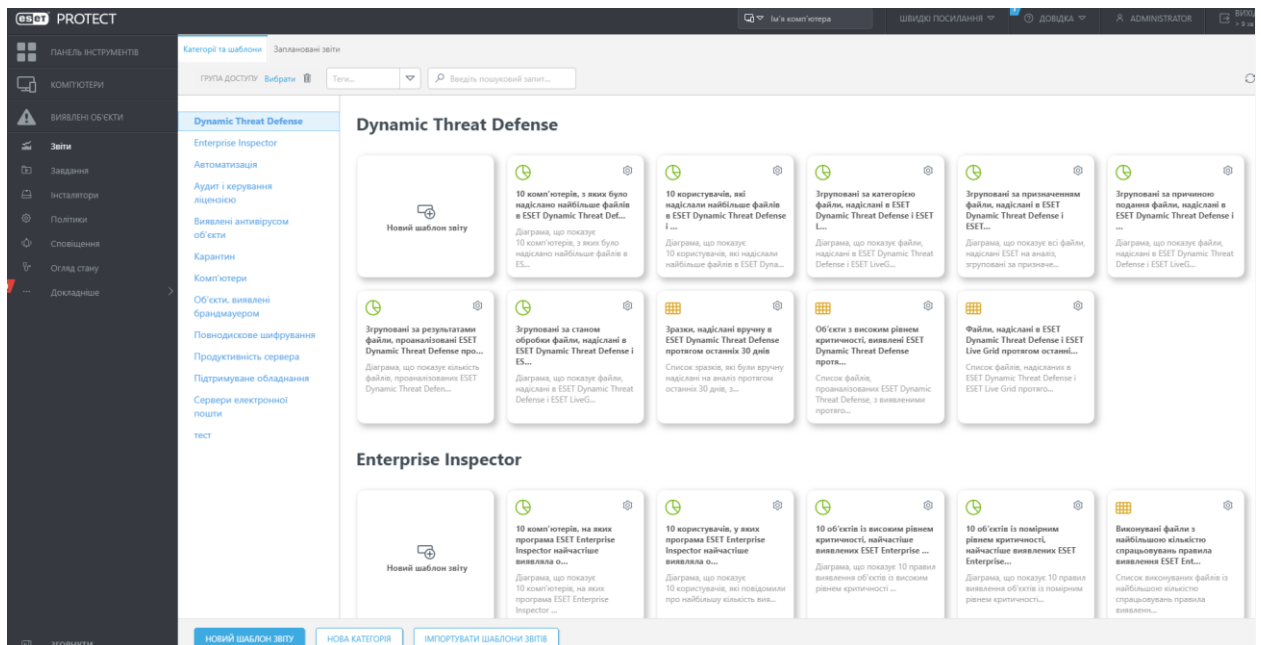 eset PROTECT
Ім'я комп'ютера
ШВИДКІ ПОСИЛАННЯ
ДОВІДКА
ADMINISTRATOR
ПАНЕЛЬ ІНСТРУМЕНТІВ
КОМП'ЮТЕРИ
ВИЯВЛЕНІ ОБ'ЄКТИ
Звіти
Завдання
Інсталятори
Політики
Сповіщення
Огляд стану
Докладніше
Категорії та шаблони
Заплановані звіти
ГРУПА ДОСТУПУ Вибрати
Теги...
Введіть пошуковий запит...
Dynamic Threat Defense
Enterprise Inspector
Автоматизація
Аудит і керування
ліцензією
Виявлені антивірусом
об'єкти
Карантин
Комп'ютери
Об'єкти, виявлені
брандмауером
Повнодискове шифрування
Продуктивність сервера
Підтримуване обладнання
Сервери електронної
пошти
тест
Dynamic Threat Defense
Новий шаблон звіту
10 комп'ютерів, з яких було
надіслано найбільше файлів
в ESET Dynamic Threat Def...
Діаграма, що показує
10 комп'ютерів, з яких було
надіслано найбільше файлів в
ES...
10 користувачів, які
надіслали найбільше файлів
в ESET Dynamic Threat Defense
і ...
Діаграма, що показує
10 користувачів, які надіслали
найбільше файлів в ESET Dyna...
Згруповані за категорією
файли, надіслані в ESET
Dynamic Threat Defense і ESET
L...
Діаграма, що показує файли,
надіслані в ESET Dynamic Threat
Defense і ESET LiveG...
Згруповані за призначенням
файли, надіслані в ESET
Dynamic Threat Defense і
ESET...
Діаграма, що показує всі файли,
надіслані в ESET на аналіз,
згруповані за призначе...
Згруповані за причиною
подання файли, надіслані в
ESET Dynamic Threat Defense і
...
Діаграма, що показує файли,
надіслані в ESET Dynamic Threat
Defense і ESET LiveG...
Згруповані за результатами
файли, проаналізовані ESET
Dynamic Threat Defense про...
Діаграма, що показує кількість
файлів, проаналізованих ESET
Dynamic Threat Defen...
Згруповані за станом
обробки файли, надіслані в
ESET Dynamic Threat Defense і
ES...
Діаграма, що показує файли,
надіслані в ESET Dynamic Threat
Defense і ESET LiveG...
Зразки, надіслані вручну в
ESET Dynamic Threat Defense
протягом останніх 30 днів
Список зразків, які були вручну
надіслані на аналіз протягом
останніх 30 днів, з...
Об'єкти з високим рівнем
критичності, виявлені ESET
Dynamic Threat Defense
протя...
Список файлів,
проаналізованих ESET Dynamic
Threat Defense, з виявленими
протяго...
Файли, надіслані в ESET
Dynamic Threat Defense і ESET
Live Grid протягом останні...
Список файлів, надісланих в
ESET Dynamic Threat Defense і
ESET Live Grid протяго...
Enterprise Inspector
Новий шаблон звіту
10 комп'ютерів, на яких
програма ESET Enterprise
Inspector найчастіше
виявляла о...
Діаграма, що показує
10 комп'ютерів, на яких
програма ESET Enterprise
Inspector ...
10 користувачів, у яких
програма ESET Enterprise
Inspector найчастіше
виявляла о...
Діаграма, що показує
10 користувачів, які повідомили
про найбільшу кількість вия...
10 об'єктів із високим рівнем
критичності, найчастіше
виявлених ESET Enterprise ...
Діаграма, що показує 10 правил
виявлення об'єктів із високим
рівнем критичності ...
10 об'єктів із помірним
рівнем критичності,
найчастіше виявлених ESET
Enterprise...
Діаграма, що показує 10 правил
виявлення об'єктів із помірним
рівнем критичності...
Виконувані файли з
найбільшою кількістю
спрацьовувань правила
виявлення ESET Ent...
Список виконуваних файлів із
найбільшою кількістю
спрацьовувань правила
виявленн...
НОВИЙ ШАБЛОН ЗВІТУ
НОВА КАТЕГОРІЯ
ІМПОРТУВАТИ ШАБЛОНИ ЗВІТІВ